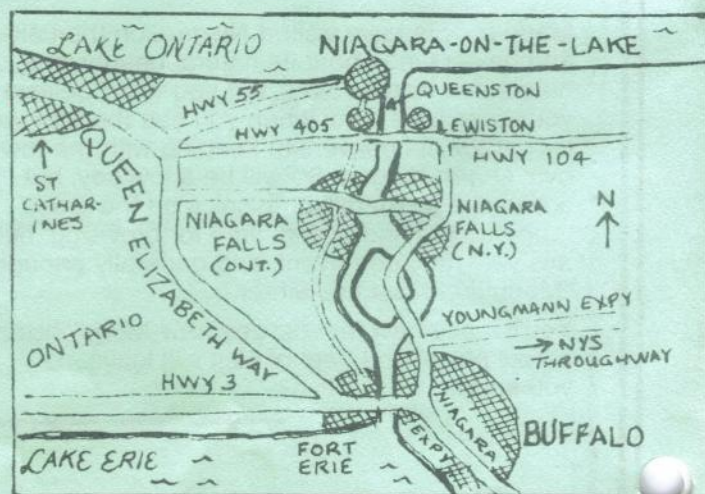 LAKE ONTARIO
NIAGARA-ON-THE-LAKE
HWY 55
QUEENSTON
HWY 405
LEWISTON
HWY 104
ST
CATHAR-
INES
QUEEN ELIZABETH WAY
NIAGARA
FALLS
(ONT.)
NIAGARA
FALLS
(N.Y.)
N
ONTARIO
YOUNGMANN EXPY
NYS
THROUGHWAY
HWY 3
NIAGARA
EXPY
BUFFALO
FORT
ERIE
LAKE ERIE